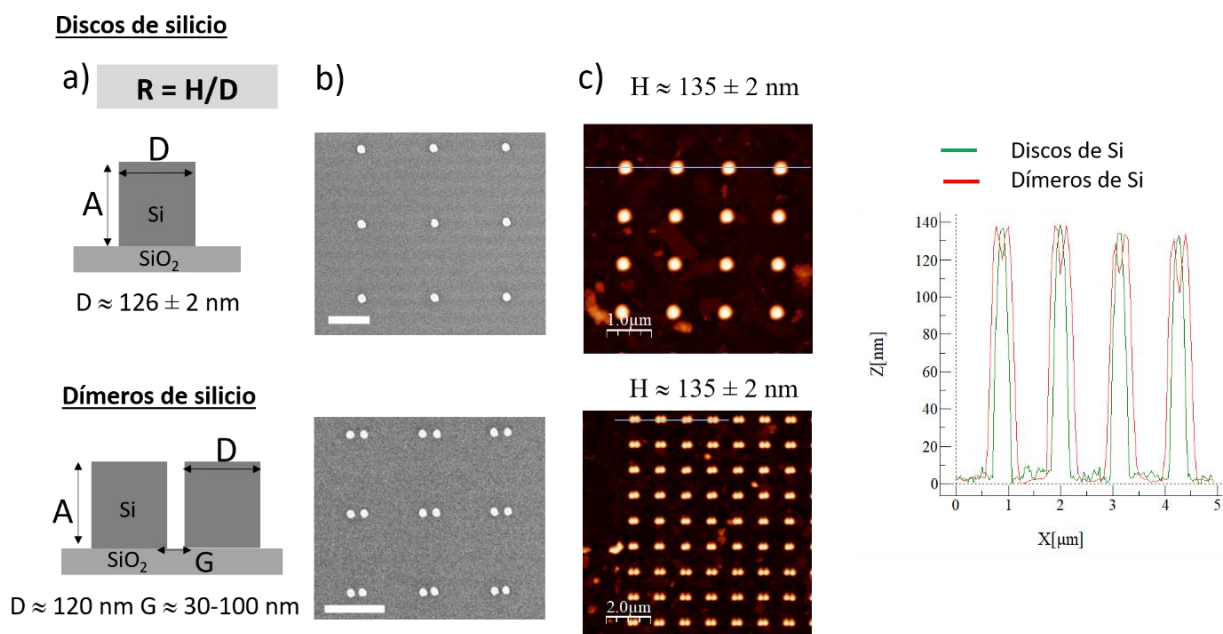 Discos de silicio
a)
R = H/D
D
A
Si
SiO₂
D ≈ 126 ± 2 nm
b)
c)
H ≈ 135 ± 2 nm
1.0µm
Discos de Si
Dímeros de Si
Z[nm]
140
120
100
80
60
40
20
0
0 1 2 3 4 5
X[µm]
Dímeros de silicio
D
A
Si
SiO₂
G
D ≈ 120 nm G ≈ 30-100 nm
H ≈ 135 ± 2 nm
2.0µm